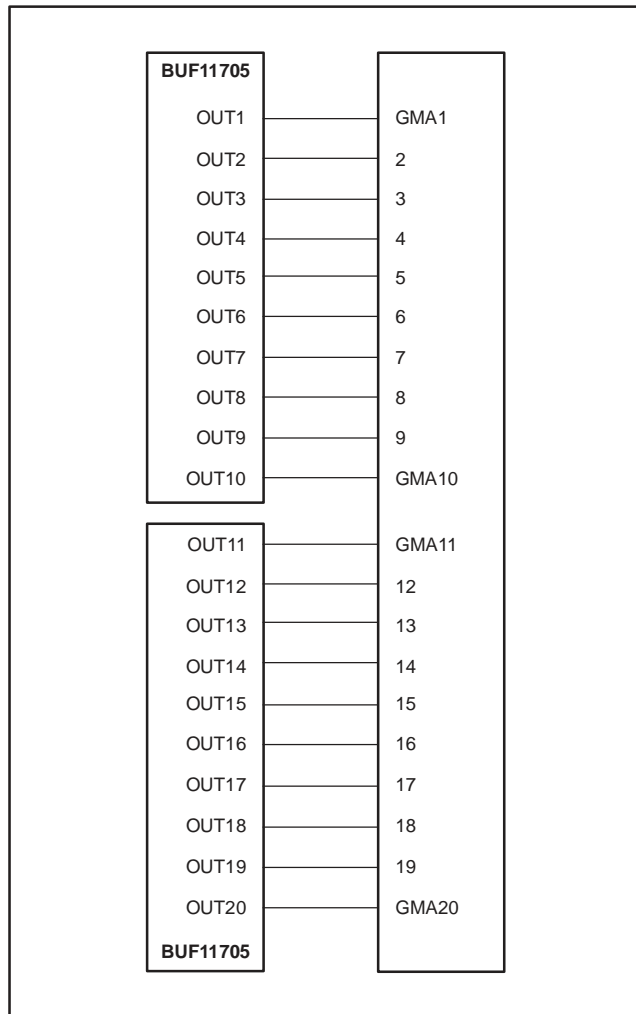 BUF11705
OUT1 GMA1
OUT2 2
OUT3 3
OUT4 4
OUT5 5
OUT6 6
OUT7 7
OUT8 8
OUT9 9
OUT10 GMA10
OUT11 GMA11
OUT12 12
OUT13 13
OUT14 14
OUT15 15
OUT16 16
OUT17 17
OUT18 18
OUT19 19
OUT20 GMA20
BUF11705